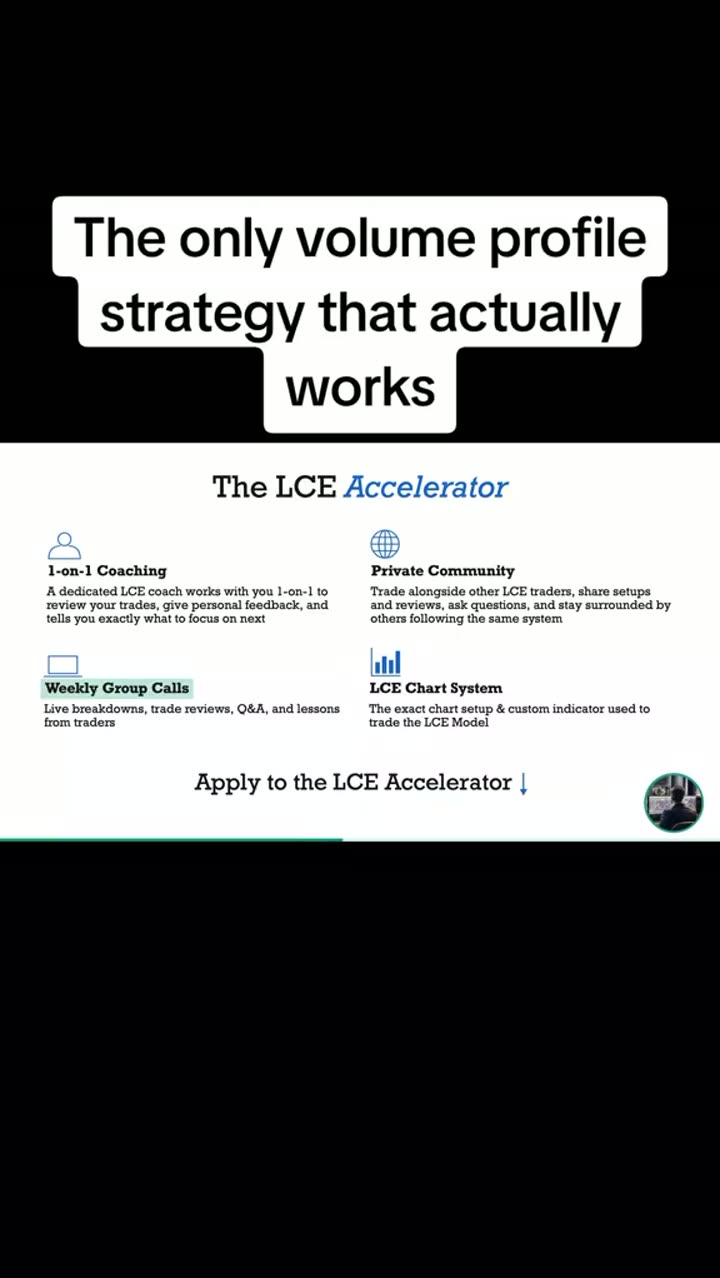 The only volume profile
strategy that actually
works
The LCE Accelerator
1-on-1 Coaching
A dedicated LCE coach works with you 1-on-1 to
review your trades, give personal feedback, and
tells you exactly what to focus on next
Private Community
Trade alongside other LCE traders, share setups
and reviews, ask questions, and stay surrounded by
others following the same system
Weekly Group Calls
Live breakdowns, trade reviews, Q&A, and lessons
from traders
LCE Chart System
The exact chart setup & custom indicator used to
trade the LCE Model
Apply to the LCE Accelerator ↓